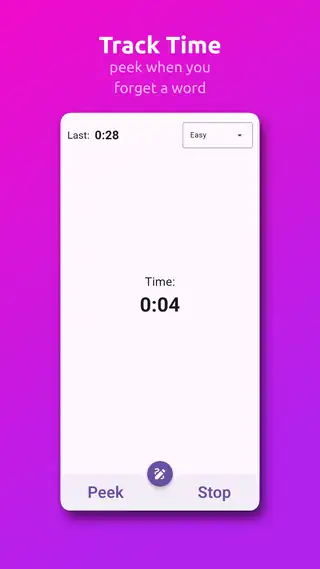 Track Time
peek when you
forget a word
Last: 0:28
Easy
Time:
0:04
Peek
Stop